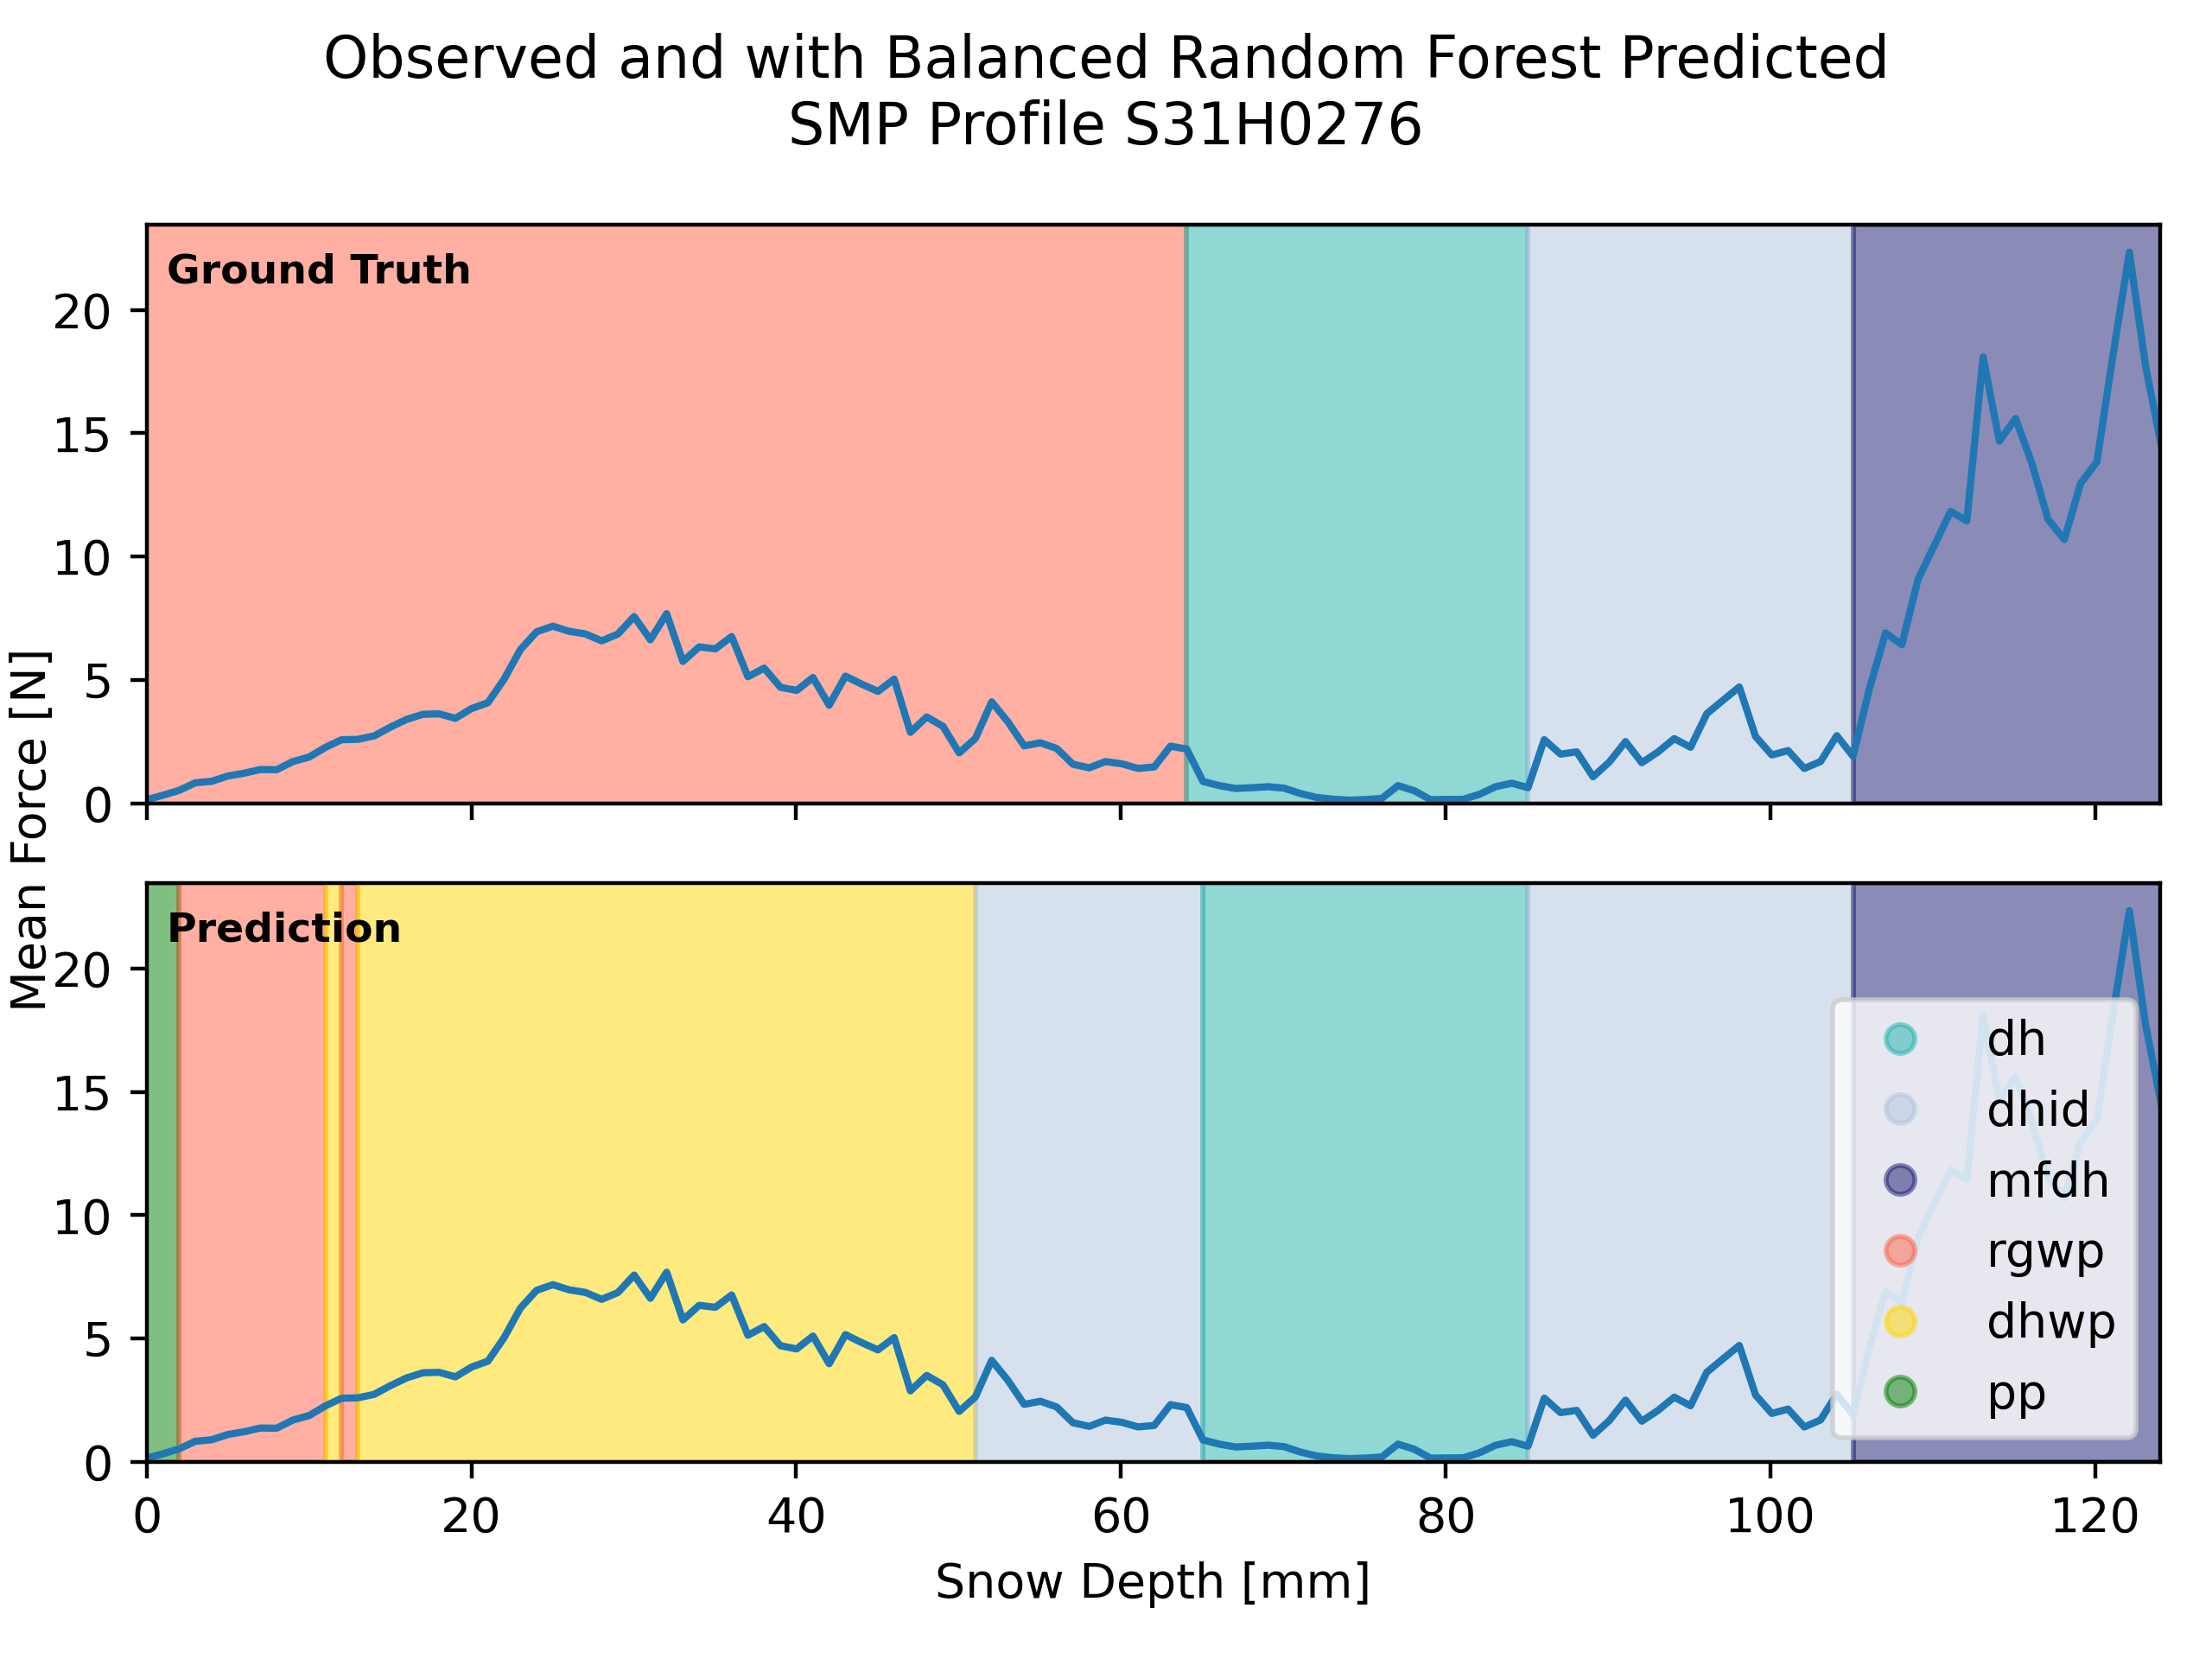 Observed and with Balanced Random Forest Predicted
SMP Profile S31H0276
Mean Force [N]
Ground Truth
20
15
10
5
0
Prediction
20
15
10
5
0
dh
dhid
mfdh
rgwp
dhwp
pp
0 20 40 60 80 100 120
Snow Depth [mm]